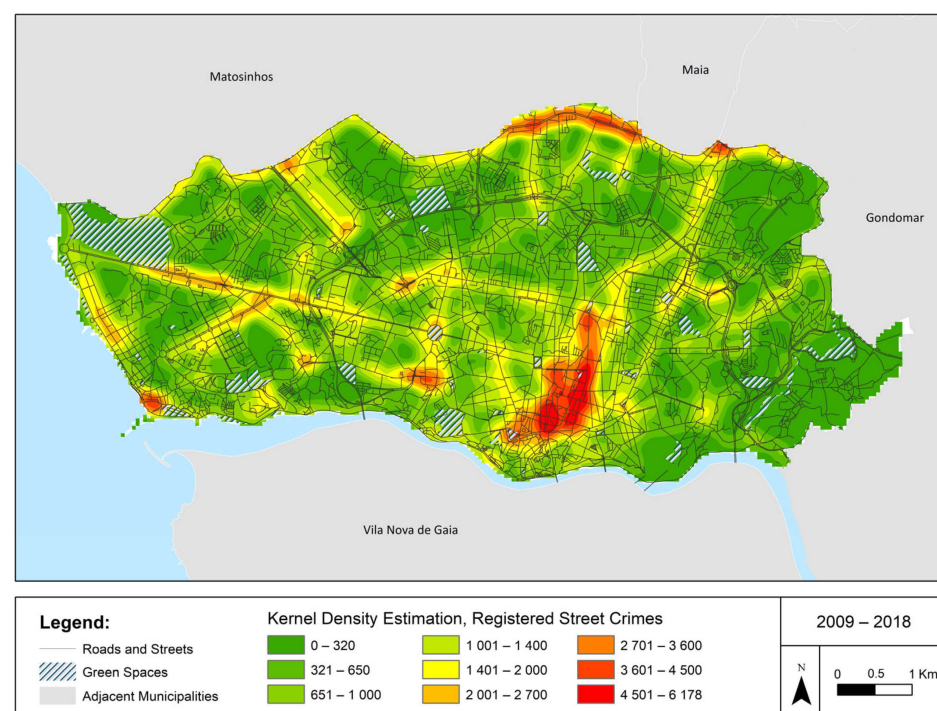 Matosinhos
Maia
Gondomar
Vila Nova de Gaia
Legend:
Roads and Streets
Green Spaces
Adjacent Municipalities
Kernel Density Estimation, Registered Street Crimes
0 – 320
321 – 650
651 – 1 000
1 001 – 1 400
1 401 – 2 000
2 001 – 2 700
2 701 – 3 600
3 601 – 4 500
4 501 – 6 178
2009 – 2018
N
0 0.5 1 Km